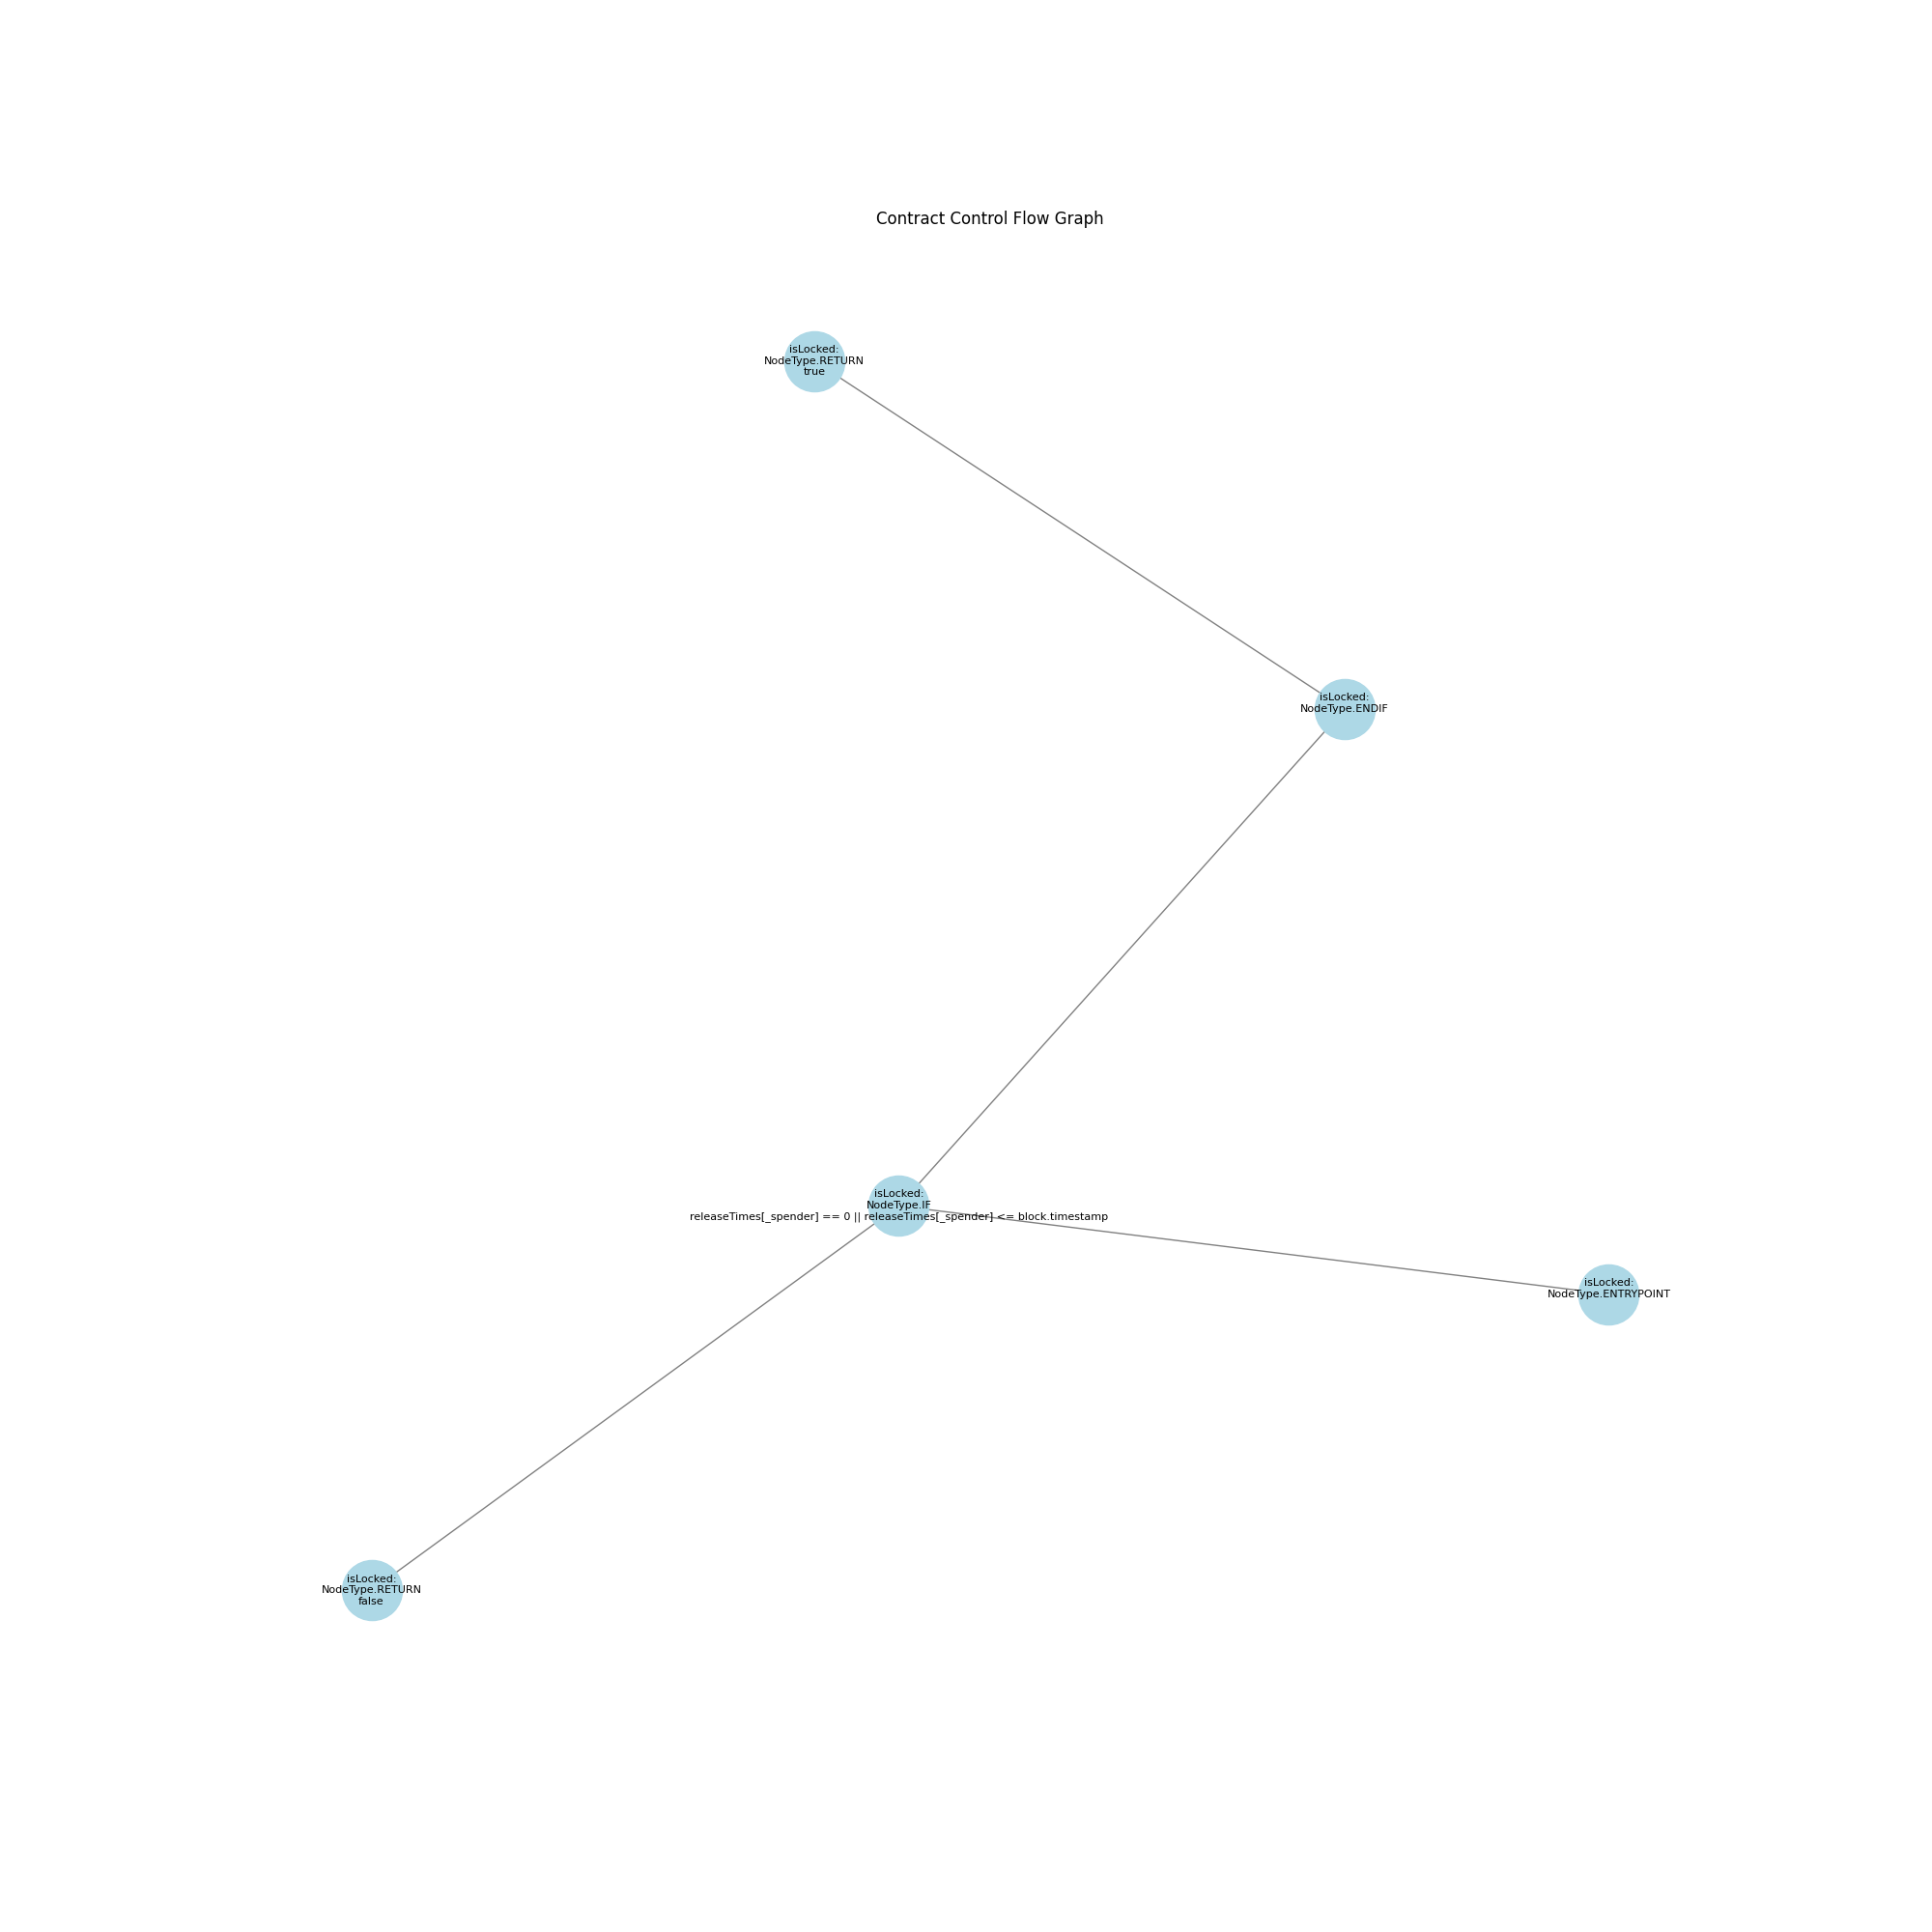 Contract Control Flow Graph
isLocked:
NodeType.RETURN
true
isLocked:
NodeType.ENDIF
isLocked:
NodeType.IF
releaseTimes[_spender] == 0 || releaseTimes[_spender] <= block.timestamp
isLocked:
NodeType.ENTRYPOINT
isLocked:
NodeType.RETURN
false